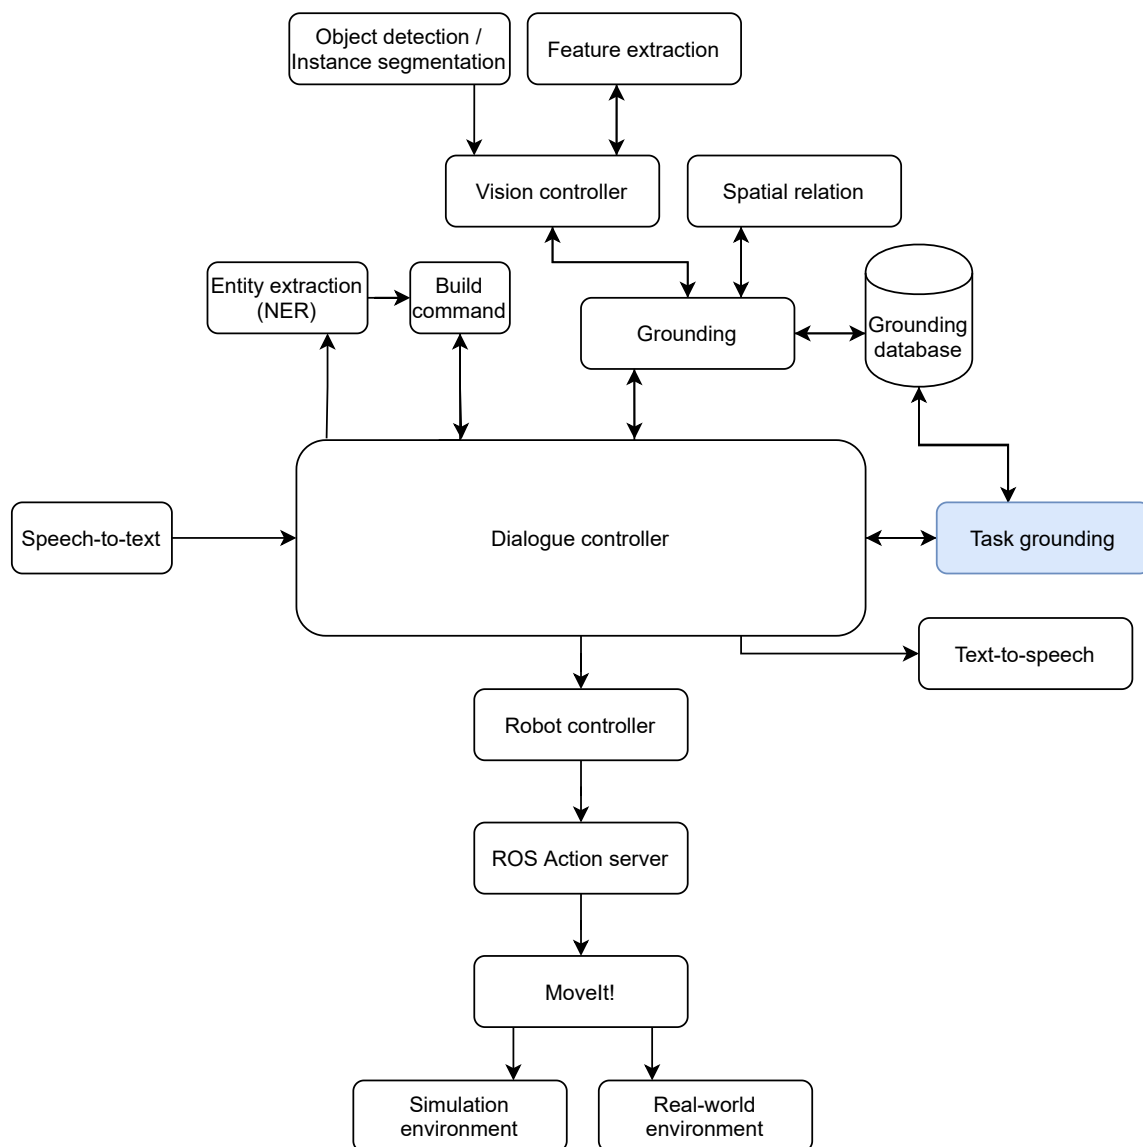 Object detection /
Instance segmentation
Feature extraction
Vision controller
Spatial relation
Entity extraction
(NER)
Build
command
Grounding
Grounding
database
Speech-to-text
Dialogue controller
Task grounding
Text-to-speech
Robot controller
ROS Action server
MoveIt!
Simulation
environment
Real-world
environment